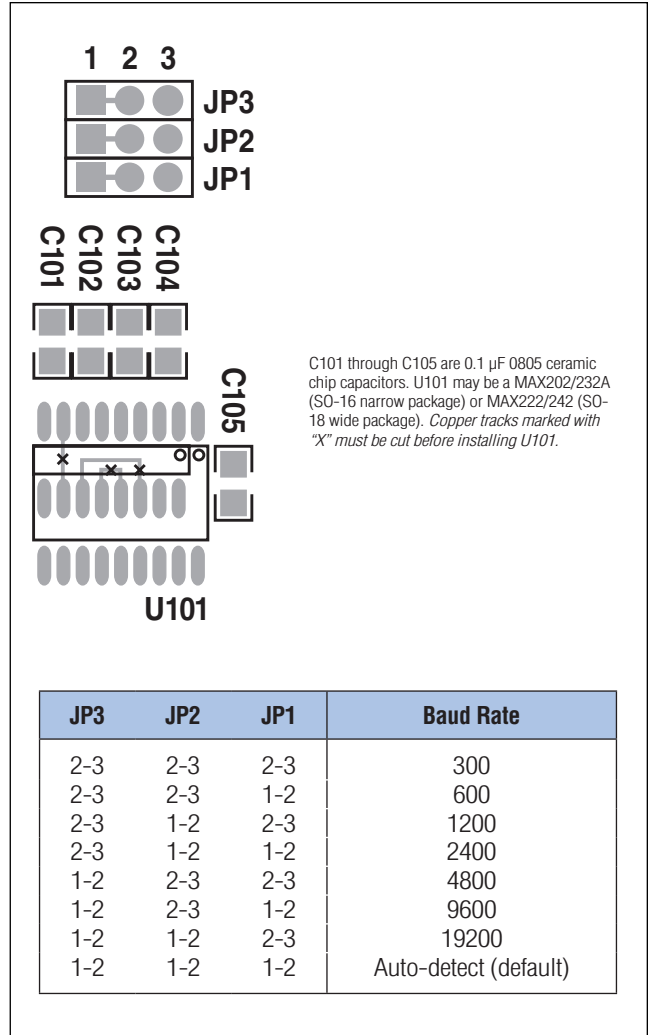 1 2 3
JP3
JP2
JP1
C101
C102
C103
C104
C105
C101 through C105 are 0.1 µF 0805 ceramic
chip capacitors. U101 may be a MAX202/232A
(SO-16 narrow package) or MAX222/242 (SO-
18 wide package). Copper tracks marked with
“X” must be cut before installing U101.
U101
JP3 JP2 JP1 Baud Rate
2-3 2-3 2-3 300
2-3 2-3 1-2 600
2-3 1-2 2-3 1200
2-3 1-2 1-2 2400
1-2 2-3 2-3 4800
1-2 2-3 1-2 9600
1-2 1-2 2-3 19200
1-2 1-2 1-2 Auto-detect (default)